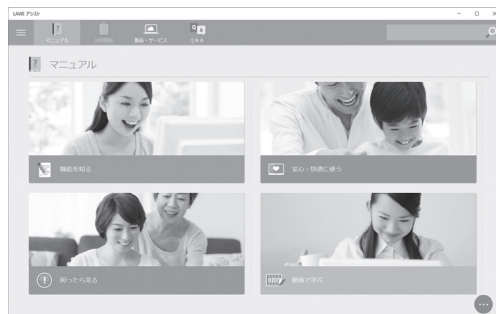 LAVIE アシスト
マニュアル
製品・サービス
Q&A
マニュアル
機能を知る
安心・快適に使う
困ったら見る
動画で学ぶ